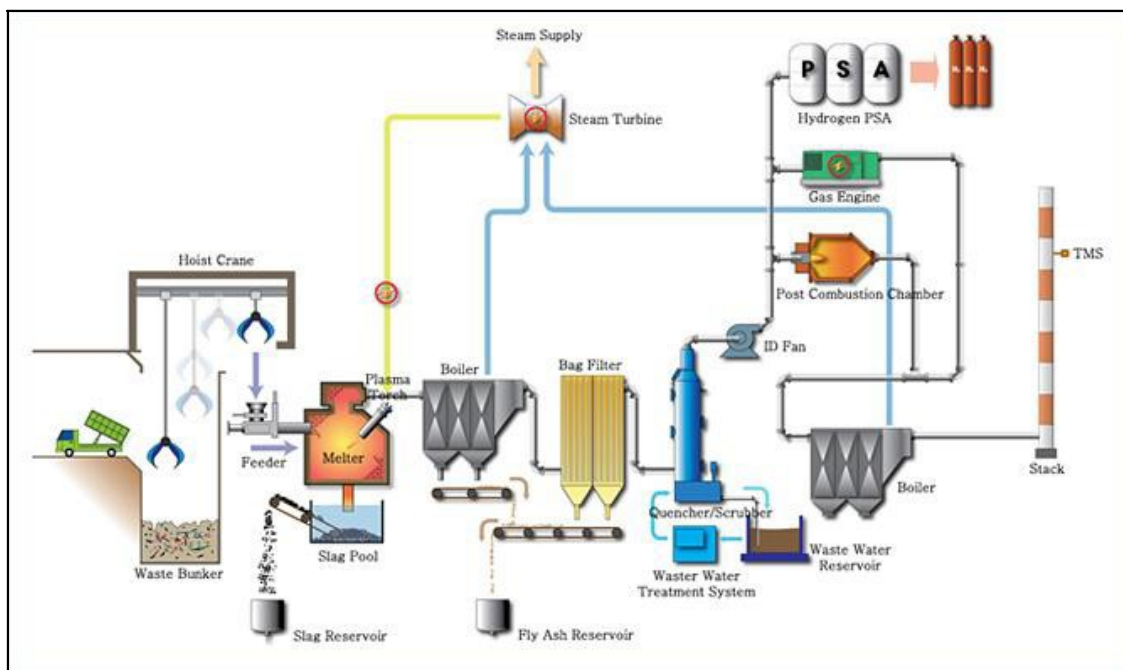 Steam Supply
Steam Turbine
P S A
Hydrogen PSA
Gas Engine
Hoist Crane
TMS
Post Combustion Chamber
ID Fan
Boiler
Bag Filter
Plasma
Torch
Feeder
Melter
Stack
Boiler
Quencher/Scrubber
Slag Pool
Waste Bunker
Waste Water
Reservoir
Waster Water
Treatment System
Slag Reservoir
Fly Ash Reservoir